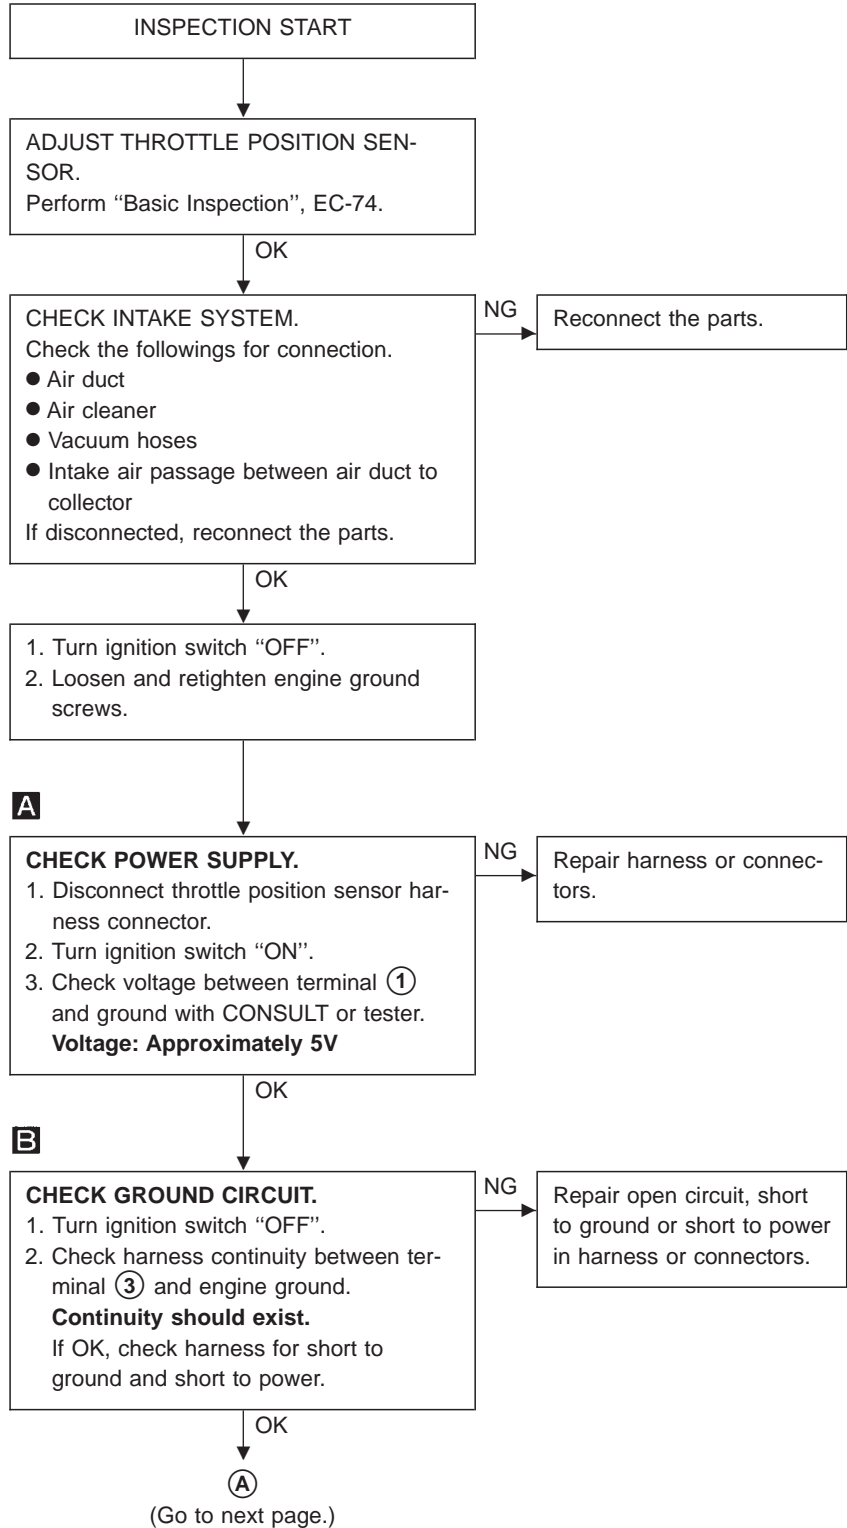 INSPECTION START
ADJUST THROTTLE POSITION SEN-
SOR.
Perform ‘‘Basic Inspection’’, EC-74.
OK
CHECK INTAKE SYSTEM.
Check the followings for connection.
● Air duct
● Air cleaner
● Vacuum hoses
● Intake air passage between air duct to
collector
If disconnected, reconnect the parts.
NG
Reconnect the parts.
OK
1. Turn ignition switch ‘‘OFF’’.
2. Loosen and retighten engine ground
screws.
A
CHECK POWER SUPPLY.
1. Disconnect throttle position sensor har-
ness connector.
2. Turn ignition switch ‘‘ON’’.
3. Check voltage between terminal ①
and ground with CONSULT or tester.
Voltage: Approximately 5V
NG
Repair harness or connec-
tors.
OK
B
CHECK GROUND CIRCUIT.
1. Turn ignition switch ‘‘OFF’’.
2. Check harness continuity between ter-
minal ③ and engine ground.
Continuity should exist.
If OK, check harness for short to
ground and short to power.
NG
Repair open circuit, short
to ground or short to power
in harness or connectors.
OK
Ⓐ
(Go to next page.)